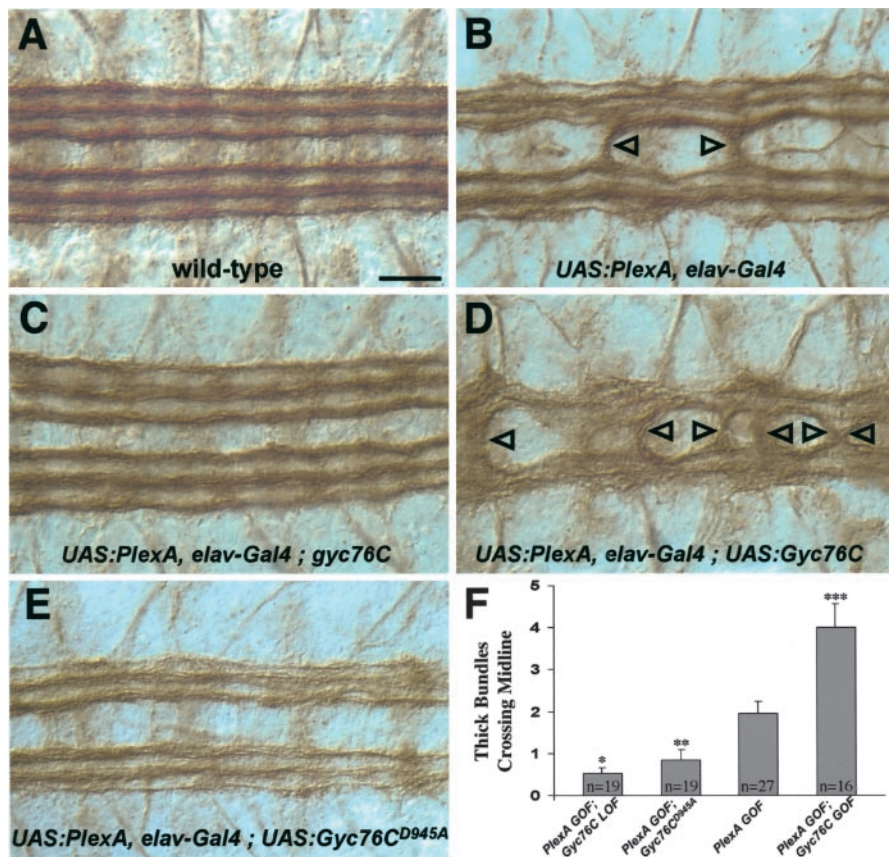 A
wild-type
B
UAS:PlexA, elav-Gal4
C
UAS:PlexA, elav-Gal4 ; gyc76C
D
UAS:PlexA, elav-Gal4 ; UAS:Gyc76C
E
UAS:PlexA, elav-Gal4 ; UAS:Gyc76C^D945A
F
Thick Bundles
Crossing Midline
5
4
3
2
1
0
*
**
***
n=19
n=19
n=27
n=16
PlexA GOF;
Gyc76C LOF
PlexA GOF;
Gyc76C^D945A
PlexA GOF
PlexA GOF;
Gyc76C GOF